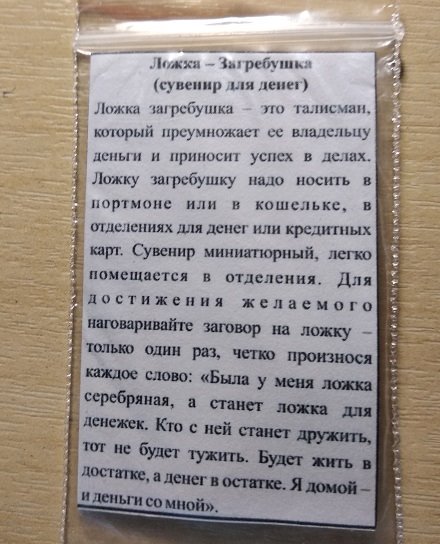 Ложка – Загребушка
(сувенир для денег)
Ложка загребушка – это талисман,
который преумножает ее владельцу
деньги и приносит успех в делах.
Ложку загребушку надо носить в
портмоне или в кошельке, в
отделениях для денег или кредитных
карт. Сувенир миниатюрный, легко
помещается в отделения. Для
достижения желаемого
наговаривайте заговор на ложку –
только один раз, четко произнося
каждое слово: «Была у меня ложка
серебряная, а станет ложка для
денежек. Кто с ней станет дружить,
тот не будет тужить. Будет жить в
достатке, а денег в остатке. Я домой –
и деньги со мной».